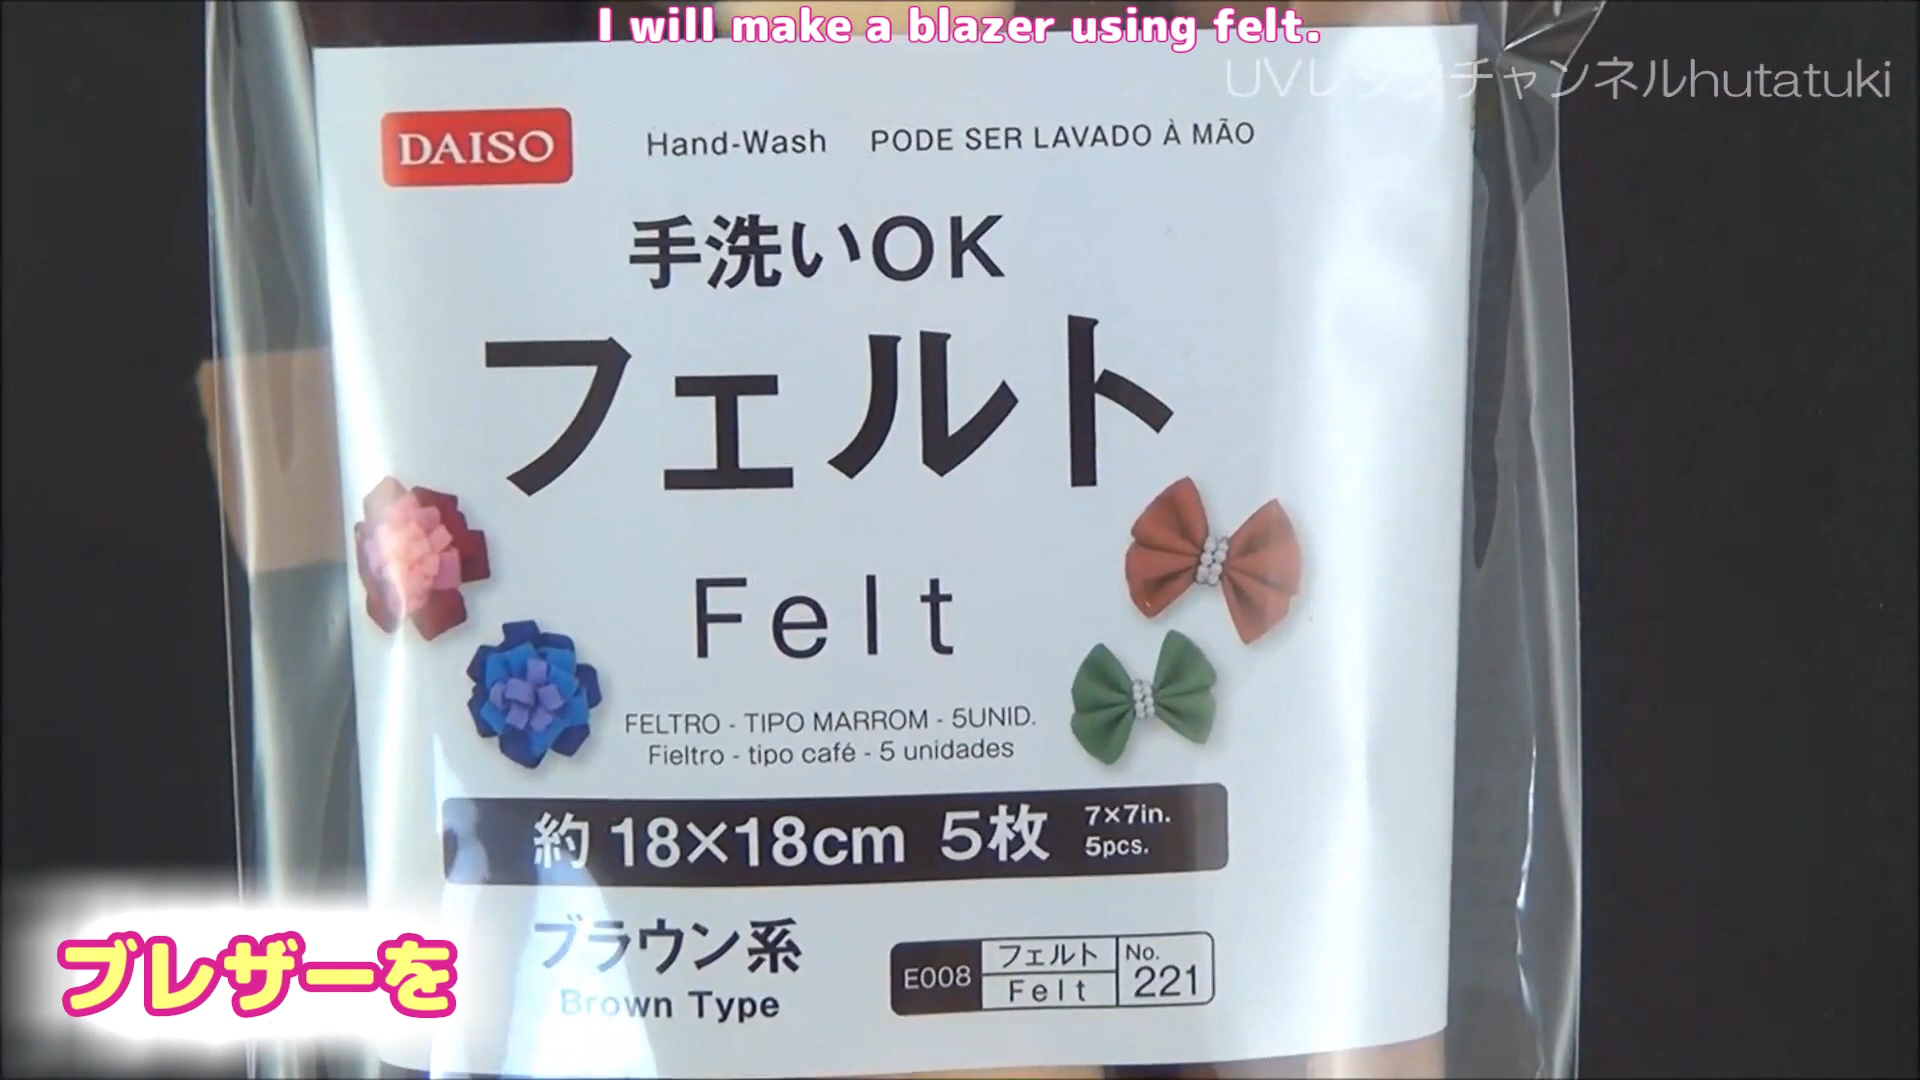 I will make a blazer using felt.
UVレジンチャンネルhutatuki
DAISO
Hand-Wash PODE SER LAVADO À MÃO
手洗いOK
フェルト
Felt
FELTRO - TIPO MARROM - 5UNID.
Fieltro - tipo café - 5 unidades
約18×18cm 5枚
7×7in.
5pcs.
ブラウン系
Brown Type
E008
フェルト
Felt
No.
221
ブレザーを